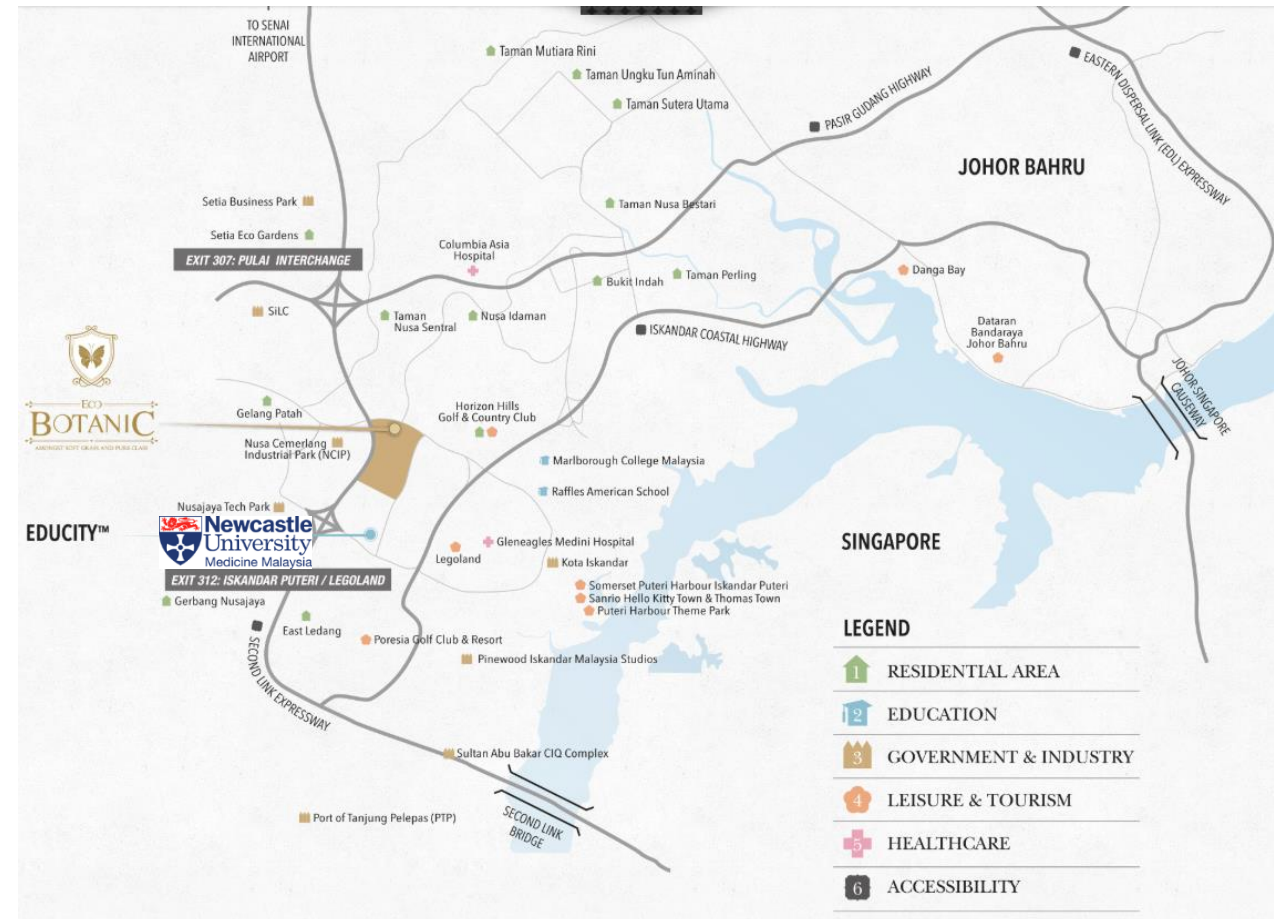 TO SENAI
INTERNATIONAL
AIRPORT
Taman Mutiara Rini
Taman Ungku Tun Aminah
Taman Sutera Utama
PASIR GUDANG HIGHWAY
EASTERN DISPERSAL LINK (EDL) EXPRESSWAY
JOHOR BAHRU
Setia Business Park
Taman Nusa Bestari
Setia Eco Gardens
EXIT 307: PULAI INTERCHANGE
Columbia Asia
Hospital
Bukit Indah
Taman Perling
Danga Bay
SiLC
Taman
Nusa Sentral
Nusa Idaman
ISKANDAR COASTAL HIGHWAY
Dataran
Bandaraya
Johor Bahru
JOHOR-SINGAPORE
CAUSEWAY
ECO
BOTANIC
AMONGST SOFT GRASS AND PURE CLASS
Gelang Patah
Horizon Hills
Golf & Country Club
Nusa Cemerlang
Industrial Park (NCIP)
Marlborough College Malaysia
Raffles American School
Nusajaya Tech Park
EDUCITY™
Newcastle
University
Medicine Malaysia
Legoland
Gleneagles Medini Hospital
Kota Iskandar
SINGAPORE
EXIT 312: ISKANDAR PUTERI / LEGOLAND
Somerset Puteri Harbour Iskandar Puteri
Sanrio Hello Kitty Town & Thomas Town
Puteri Harbour Theme Park
Gerbang Nusajaya
East Ledang
Poresia Golf Club & Resort
Pinewood Iskandar Malaysia Studios
SECOND LINK EXPRESSWAY
Sultan Abu Bakar CIQ Complex
Port of Tanjung Pelepas (PTP)
SECOND LINK
BRIDGE
LEGEND
1 RESIDENTIAL AREA
2 EDUCATION
3 GOVERNMENT & INDUSTRY
4 LEISURE & TOURISM
5 HEALTHCARE
6 ACCESSIBILITY